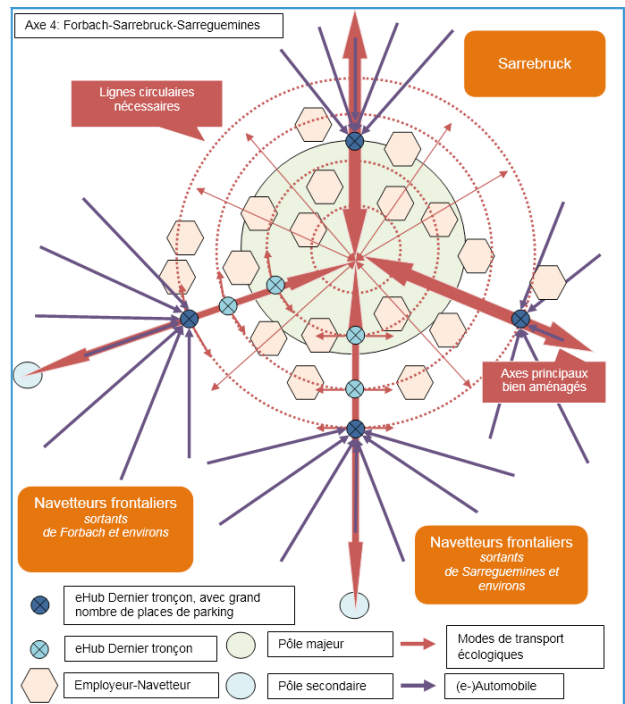 Axe 4: Forbach-Sarrebruck-Sarreguemines
Sarrebruck
Lignes circulaires
nécessaires
Axes principaux
bien aménagés
Navetteurs frontaliers
sortants
de Forbach et environs
Navetteurs frontaliers
sortants
de Sarreguemines et
environs
eHub Dernier tronçon, avec grand
nombre de places de parking
eHub Dernier tronçon
Pôle majeur
Modes de transport
écologiques
Employeur-Navetteur
Pôle secondaire
(e-)Automobile